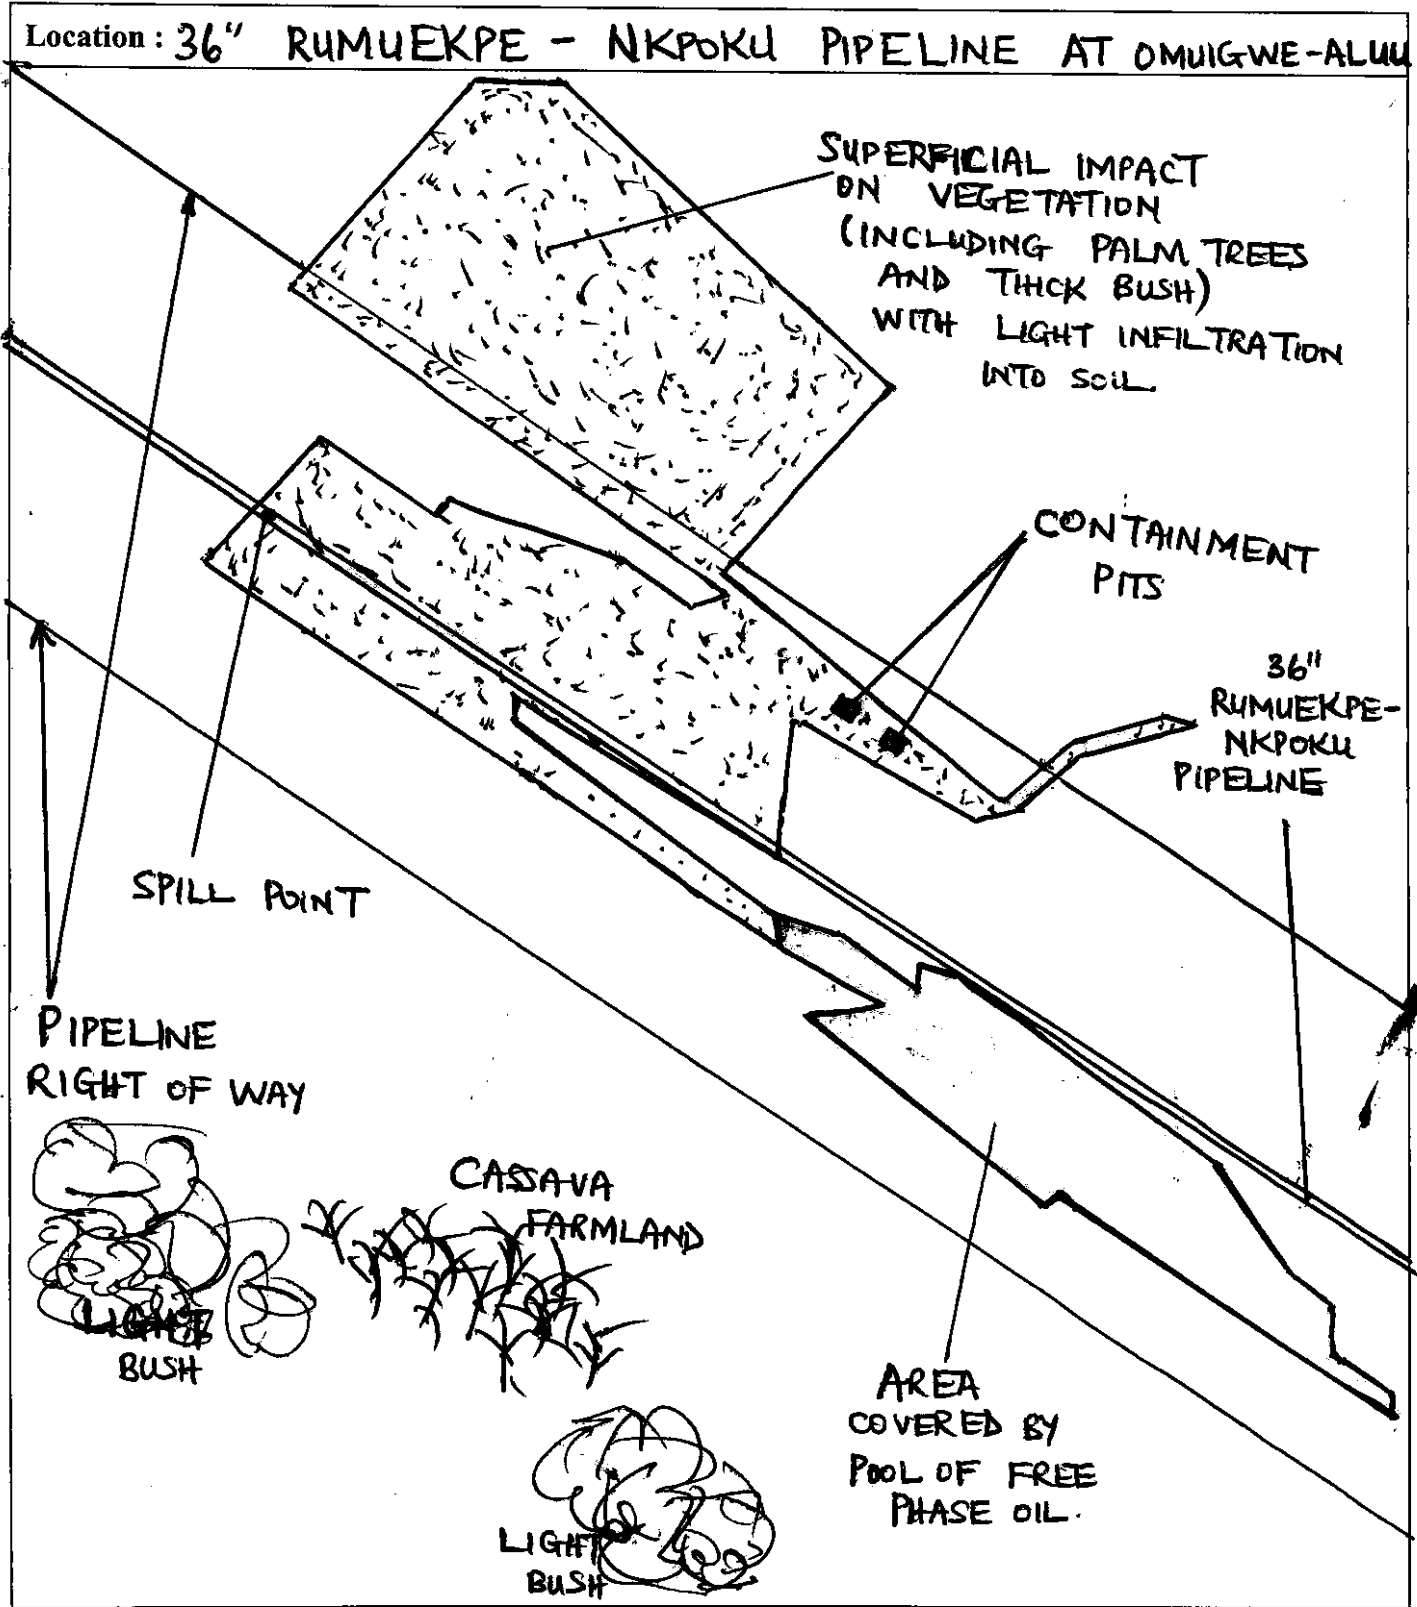 Location : 36" RUMUEKPE - NKPOKU PIPELINE AT OMUIGWE-ALUU
SUPERFICIAL IMPACT
ON VEGETATION
(INCLUDING PALM TREES
AND THICK BUSH)
WITH LIGHT INFILTRATION
INTO SOIL
CONTAINMENT
PITS
36"
RUMUEKPE-
NKPOKU
PIPELINE
SPILL POINT
PIPELINE
RIGHT OF WAY
CASSAVA
FARMLAND
LIGHT
BUSH
AREA
COVERED BY
POOL OF FREE
PHASE OIL.
LIGHT
BUSH